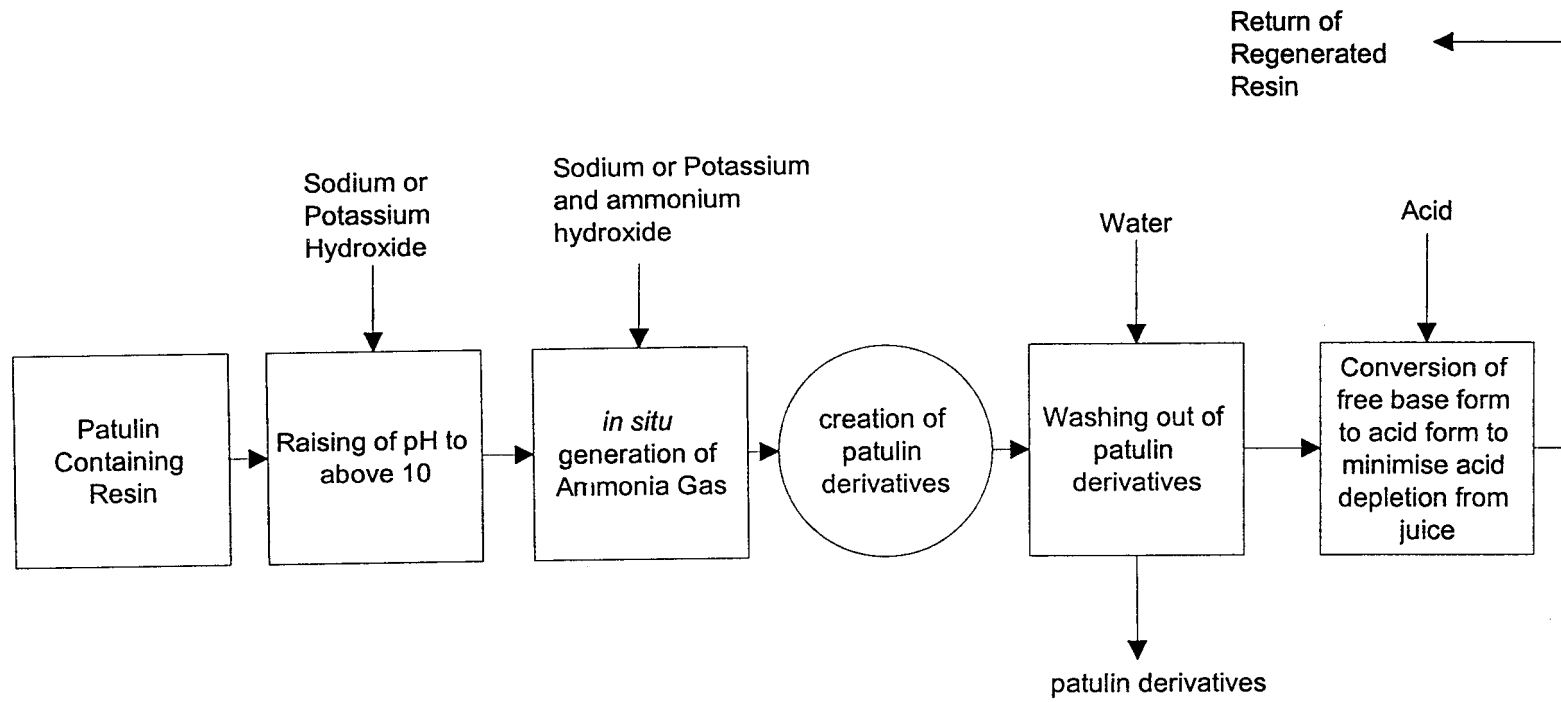 Return of
Regenerated
Resin
Sodium or
Potassium
Hydroxide
Sodium or Potassium
and ammonium
hydroxide
Water
Acid
Patulin
Containing
Resin
Raising of pH to
above 10
in situ
generation of
Ammonia Gas
creation of
patulin
derivatives
Washing out of
patulin
derivatives
Conversion of
free base form
to acid form to
minimise acid
depletion from
juice
patulin derivatives